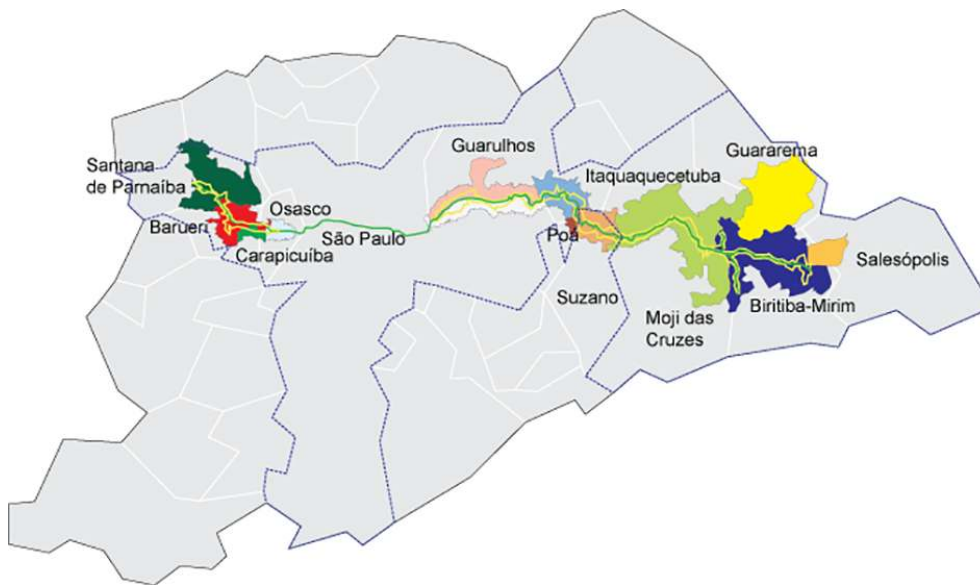 Guarulhos
Guararema
Santana
de Parnaíba
Itaquaquecetuba
Osasco
Barueri
São Paulo
Poá
Carapicuíba
Salesópolis
Suzano
Biritiba-Mirim
Moji das
Cruzes